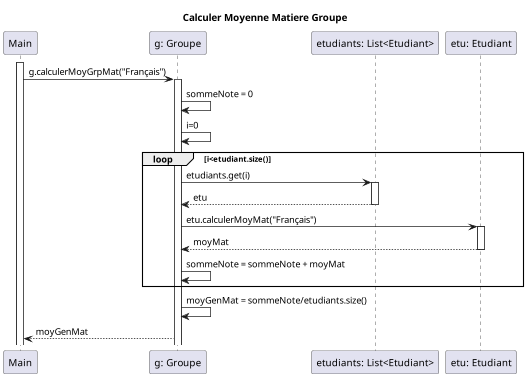 Calculer Moyenne Matiere Groupe
Main
g: Groupe
etudiants: List<Etudiant>
etu: Etudiant
g.calculerMoyGrpMat("Français")
sommeNote = 0
i=0
loop [i<etudiant.size()]
etudiants.get(i)
etu
etu.calculerMoyMat("Français")
moyMat
sommeNote = sommeNote + moyMat
moyGenMat = sommeNote/etudiants.size()
moyGenMat
Main
g: Groupe
etudiants: List<Etudiant>
etu: Etudiant